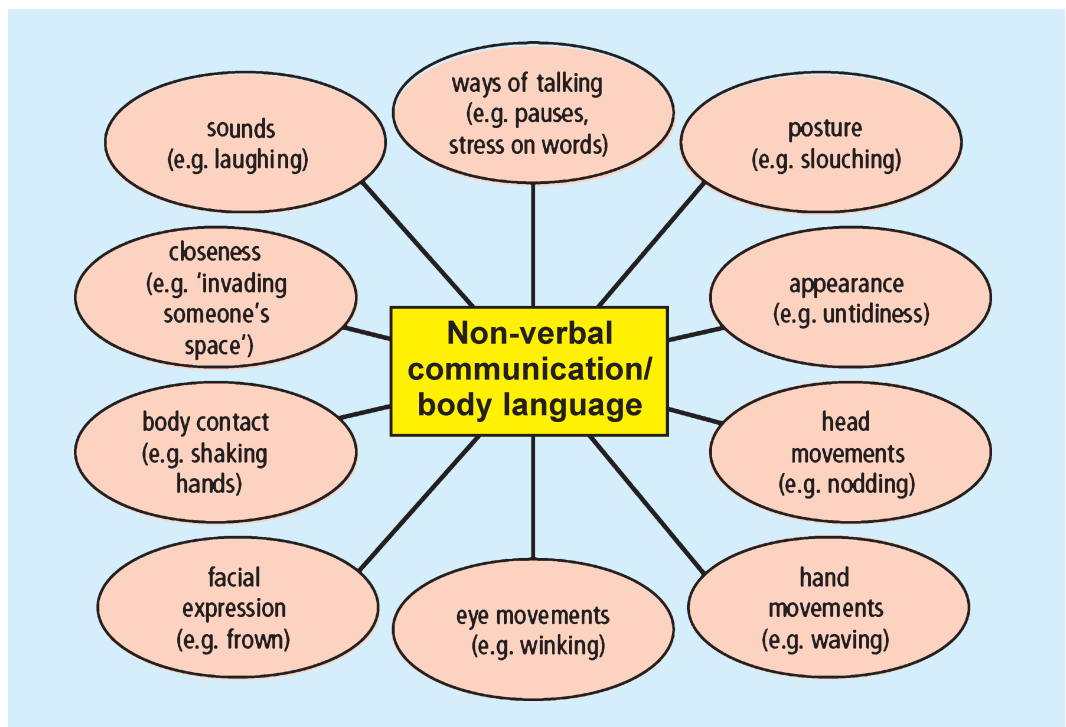 ways of talking
(e.g. pauses,
stress on words)
sounds
(e.g. laughing)
posture
(e.g. slouching)
closeness
(e.g. ‘invading
someone’s
space’)
appearance
(e.g. untidiness)
Non-verbal
communication/
body language
body contact
(e.g. shaking
hands)
head
movements
(e.g. nodding)
facial
expression
(e.g. frown)
eye movements
(e.g. winking)
hand
movements
(e.g. waving)